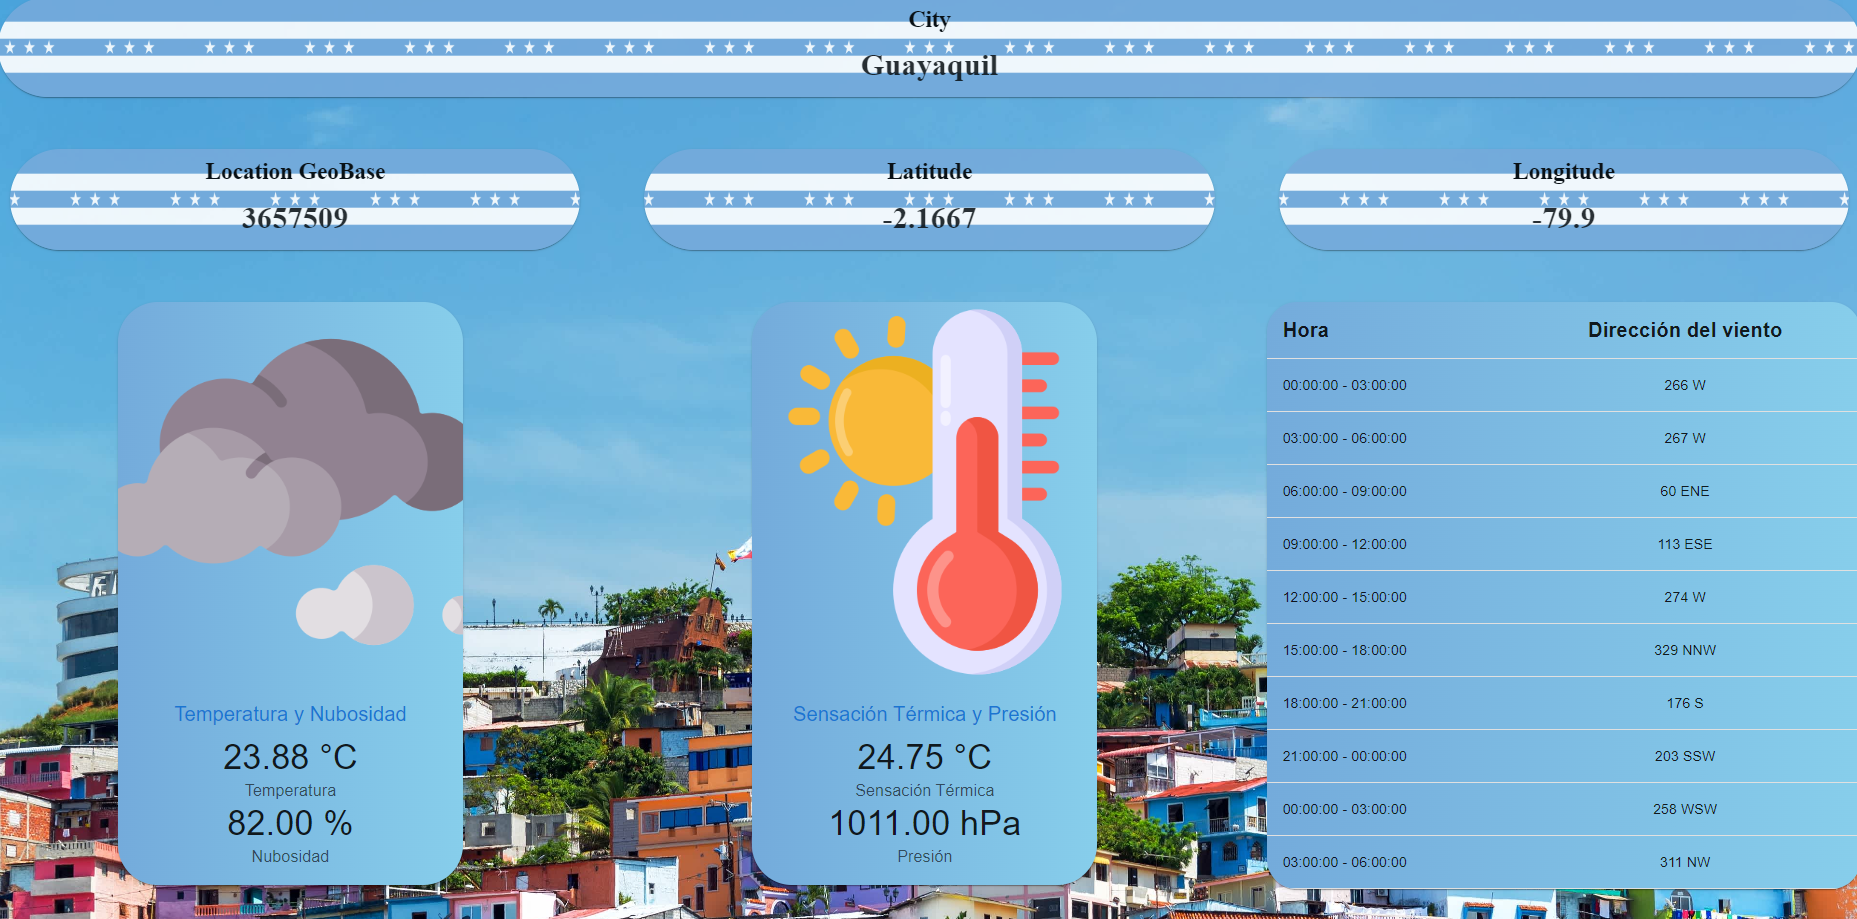 City
Guayaquil
Location GeoBase
3657509
Latitude
-2.1667
Longitude
-79.9
Temperatura y Nubosidad
23.88 °C
Temperatura
82.00 %
Nubosidad
Sensación Térmica y Presión
24.75 °C
Sensación Térmica
1011.00 hPa
Presión
Hora Dirección del viento
00:00:00 - 03:00:00 266 W
03:00:00 - 06:00:00 267 W
06:00:00 - 09:00:00 60 ENE
09:00:00 - 12:00:00 113 ESE
12:00:00 - 15:00:00 274 W
15:00:00 - 18:00:00 329 NNW
18:00:00 - 21:00:00 176 S
21:00:00 - 00:00:00 203 SSW
00:00:00 - 03:00:00 258 WSW
03:00:00 - 06:00:00 311 NW